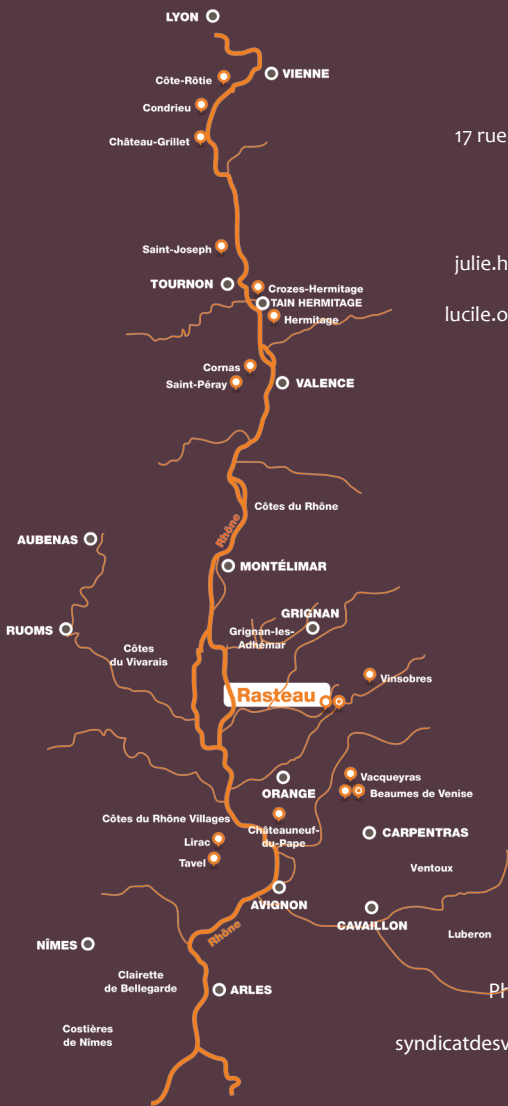 LYON
VIENNE
Côte-Rôtie
Condrieu
Château-Grillet
17 rue
Saint-Joseph
julie.h
TOURNON
Crozes-Hermitage
TAIN HERMITAGE
lucile.o
Hermitage
Cornas
Saint-Péray
VALENCE
Côtes du Rhône
Rhône
AUBENAS
MONTÉLIMAR
GRIGNAN
RUOMS
Grignan-les-
Adhémar
Côtes
du Vivarais
Vinsobres
Rasteau
Vacqueyras
ORANGE
Beaumes de Venise
Côtes du Rhône Villages
Châteauneuf-
du-Pape
CARPENTRAS
Lirac
Tavel
Ventoux
AVIGNON
CAVAILLON
Rhône
Luberon
NÎMES
Clairette
de Bellegarde
ARLES
Ph
Costières
de Nîmes
syndicatdesv